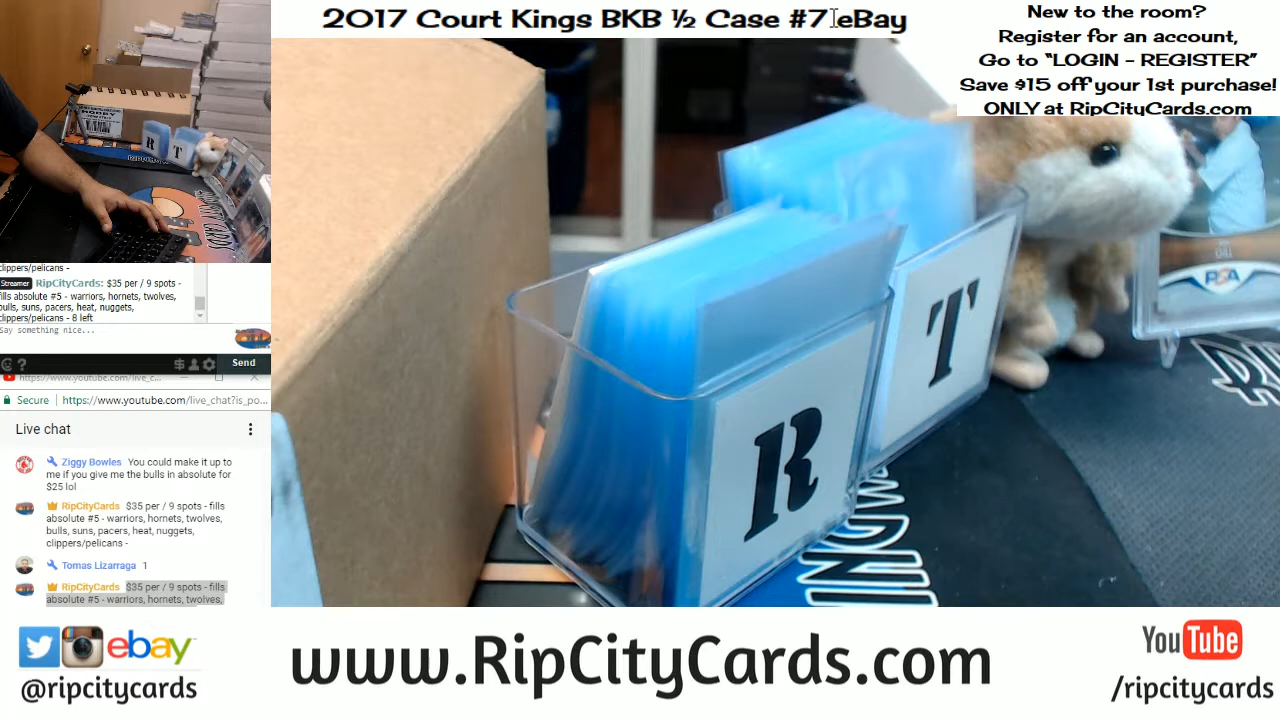 2017 Court Kings BKB ½ Case #7 eBay
New to the room?
Register for an account,
Go to “LOGIN - REGISTER”
Save $15 off your 1st purchase!
ONLY at RipCityCards.com
R
T
PSA
R
T
clippers/pelicans -
Streamer RipCityCards: $35 per / 9 spots -
fills absolute #5 - warriors, hornets, twolves,
bulls, suns, pacers, heat, nuggets,
clippers/pelicans - 8 left
Say something nice...
Send
https://www.youtube.com/live_c...
Secure https://www.youtube.com/live_chat?is_po...
Live chat
Ziggy Bowles You could make it up to
me if you give me the bulls in absolute for
$25 lol
RipCityCards $35 per / 9 spots - fills
absolute #5 - warriors, hornets, twolves,
bulls, suns, pacers, heat, nuggets,
clippers/pelicans -
Tomas Lizarraga 1
RipCityCards $35 per / 9 spots - fills
absolute #5 - warriors, hornets, twolves,
ebay
@ripcitycards
www.RipCityCards.com
YouTube
/ripcitycards